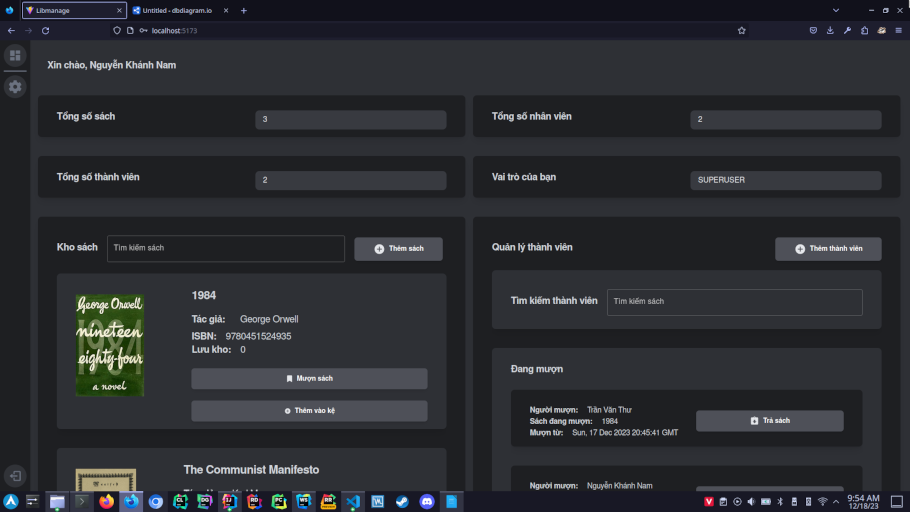 Libmanage
Untitled - dbdiagram.io
localhost:5173
Xin chào, Nguyễn Khánh Nam
Tổng số sách
3
Tổng số nhân viên
2
Tổng số thành viên
2
Vai trò của bạn
SUPERUSER
Kho sách
Tìm kiếm sách
Thêm sách
Quản lý thành viên
Thêm thành viên
1984
Tác giả: George Orwell
ISBN: 9780451524935
Lưu kho: 0
Mượn sách
Thêm vào kệ
George Orwell
nineteen
1984
eighty-four
a novel
Tìm kiếm thành viên
Tìm kiếm sách
Đang mượn
Người mượn: Trần Văn Thư
Sách đang mượn: 1984
Mượn từ: Sun, 17 Dec 2023 20:45:41 GMT
Trả sách
The Communist Manifesto
Người mượn: Nguyễn Khánh Nam
9:54 AM
12/18/23